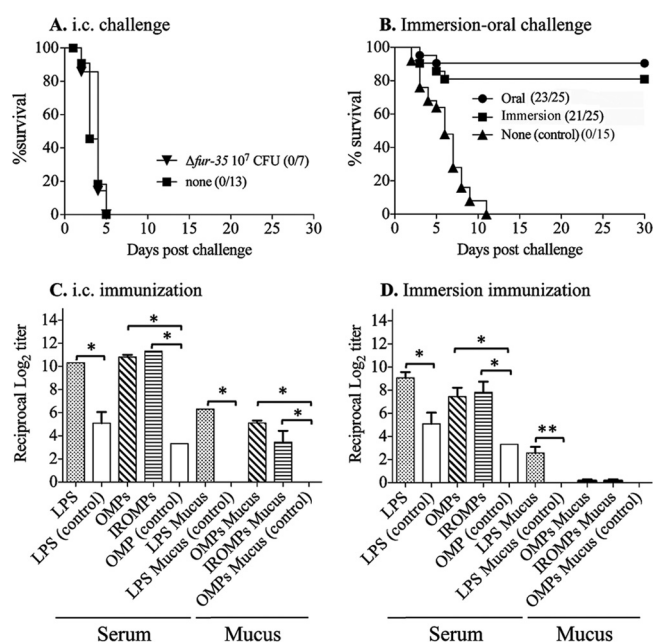 A. i.c. challenge
%survival
100
80
60
40
20
0
Δfur-35 10⁷ CFU (0/7)
none (0/13)
0 5 10 15 20 25 30
Days post challenge
B. Immersion-oral challenge
% survival
100
80
60
40
20
0
Oral (23/25)
Immersion (21/25)
None (control) (0/15)
0 5 10 15 20 25 30
Days post challenge
C. i.c. immunization
Reciprocal Log₂ titer
14
12
10
8
6
4
2
0
*
*
*
*
*
*
LPS
LPS (control)
OMPs
IROMPs
OMP (control)
LPS Mucus
LPS Mucus (control)
OMPs Mucus
IROMPs Mucus
OMPs Mucus (control)
Serum
Mucus
D. Immersion immunization
Reciprocal Log₂ titer
14
12
10
8
6
4
2
0
*
*
*
**
LPS
LPS (control)
OMPs
IROMPs
OMP (control)
LPS Mucus
LPS Mucus (control)
OMPs Mucus
IROMPs Mucus
OMPs Mucus (control)
Serum
Mucus